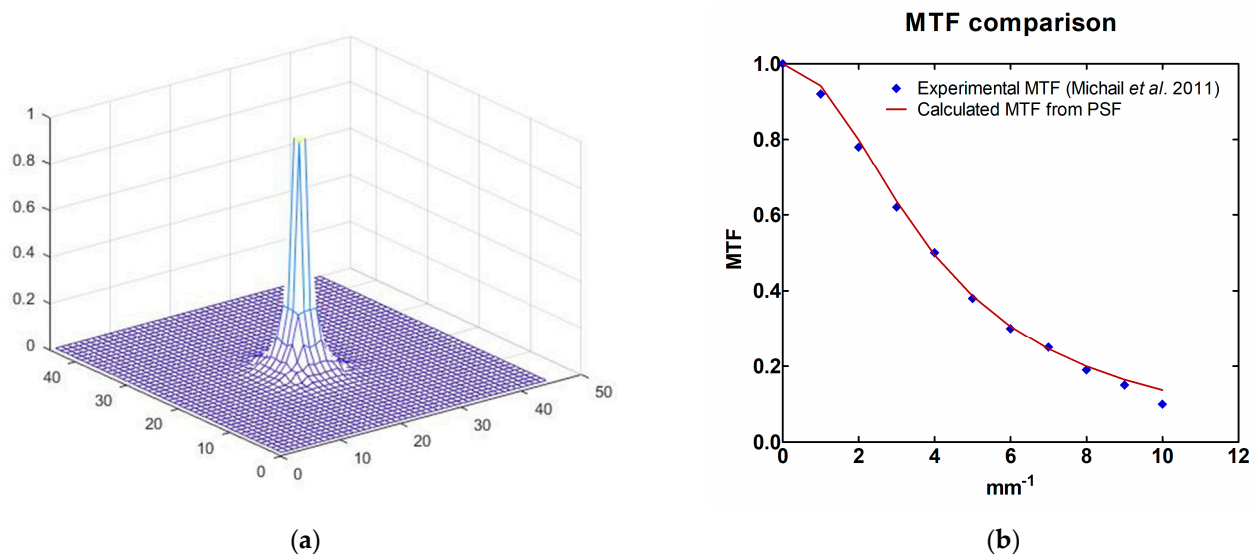 1
0.8
0.6
0.4
0.2
0
40
30
20
10
0
0
10
20
30
40
50
(a)
MTF comparison
1.0
0.8
0.6
0.4
0.2
0.0
MTF
Experimental MTF (Michail et al. 2011)
Calculated MTF from PSF
0 2 4 6 8 10 12
mm-1
(b)